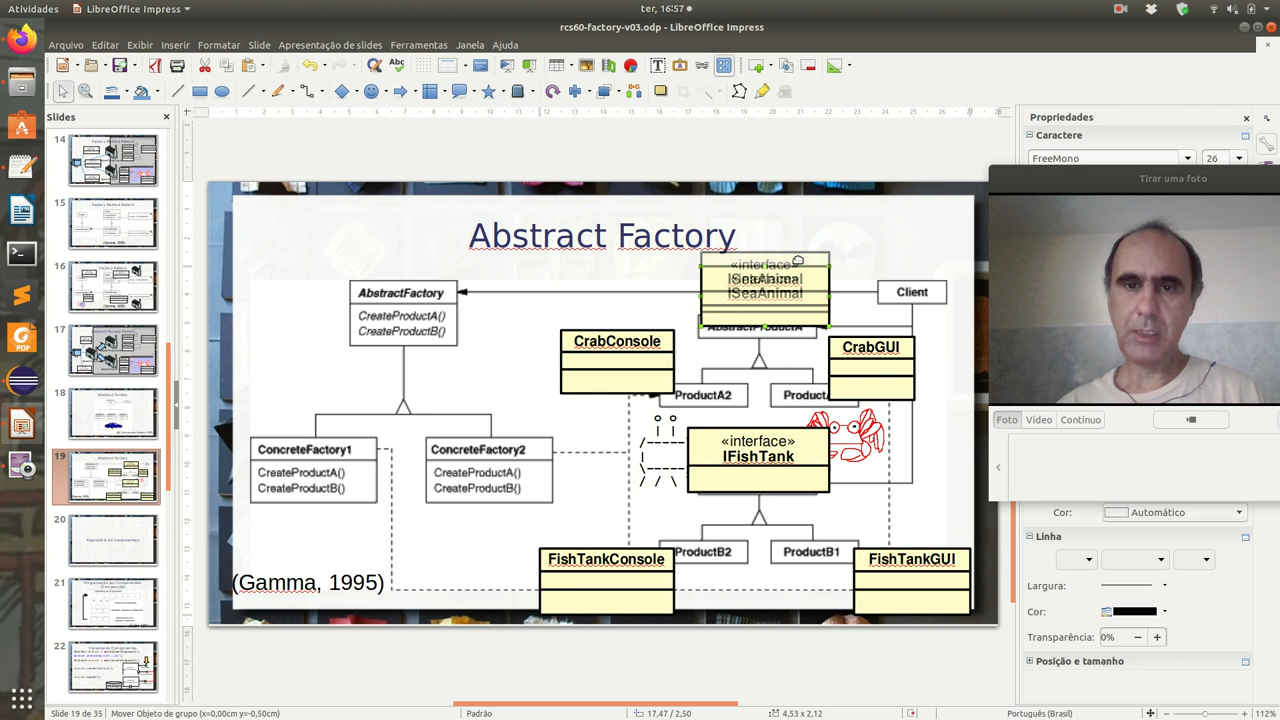 Atividades
LibreOffice Impress
ter, 16:57
rcs60-factory-v03.odp - LibreOffice Impress
Arquivo Editar Exibir Inserir Formatar Slide Apresentação de slides Ferramentas Janela Ajuda
Slides
14
15
16
17
18
19
20
21
22
Abstract Factory
«interface»
ISeaAnimal
ISeaAnimal
AbstractFactory
CreateProductA()
CreateProductB()
Client
AbstractProductA
CrabConsole
CrabGUI
ProductA2
«interface»
IFishTank
ConcreteFactory1
CreateProductA()
CreateProductB()
ConcreteFactory2
CreateProductA()
CreateProductB()
ProductB2
ProductB1
FishTankConsole
FishTankGUI
(Gamma, 1995)
Propriedades
Caractere
FreeMono
26
Tirar uma foto
Foto Vídeo Contínuo
Cor:
Automático
Linha
Largura:
Cor:
Transparência:
0%
Posição e tamanho
Slide 19 de 35
Mover Objeto de grupo (x=0,00cm y=-0,50cm)
Padrão
17,47 / 2,50
4,53 x 2,12
Português (Brasil)
112%